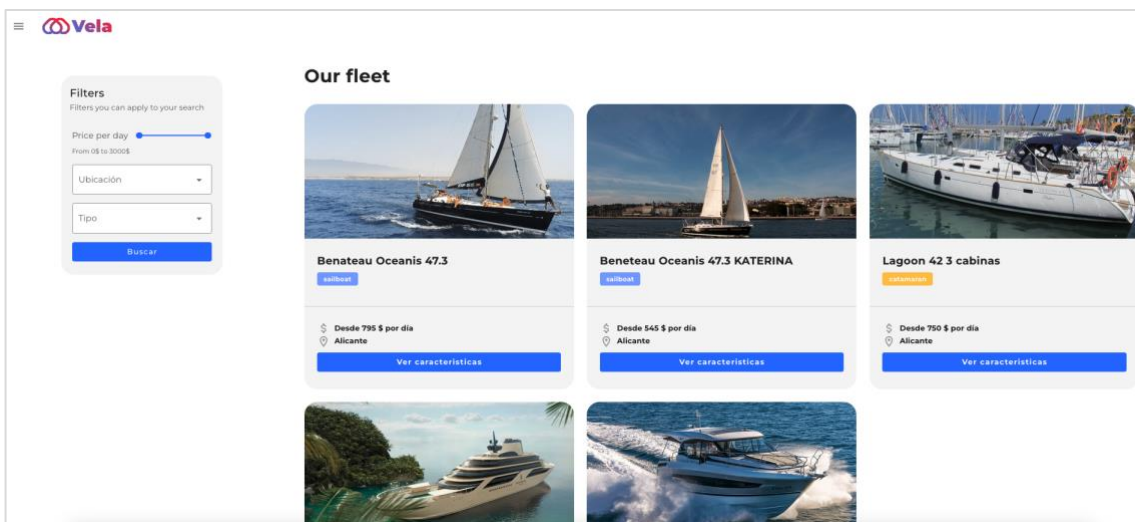 Vela
Filters
Filters you can apply to your search
Price per day
From 0$ to 3000$
Ubicación
Tipo
Buscar
Our fleet
Benateau Oceanis 47.3
sailboat
Desde 795 $ por día
Alicante
Ver caracteristicas
Beneteau Oceanis 47.3 KATERINA
sailboat
Desde 545 $ por día
Alicante
Ver caracteristicas
Lagoon 42 3 cabinas
catamaran
Desde 750 $ por día
Alicante
Ver caracteristicas